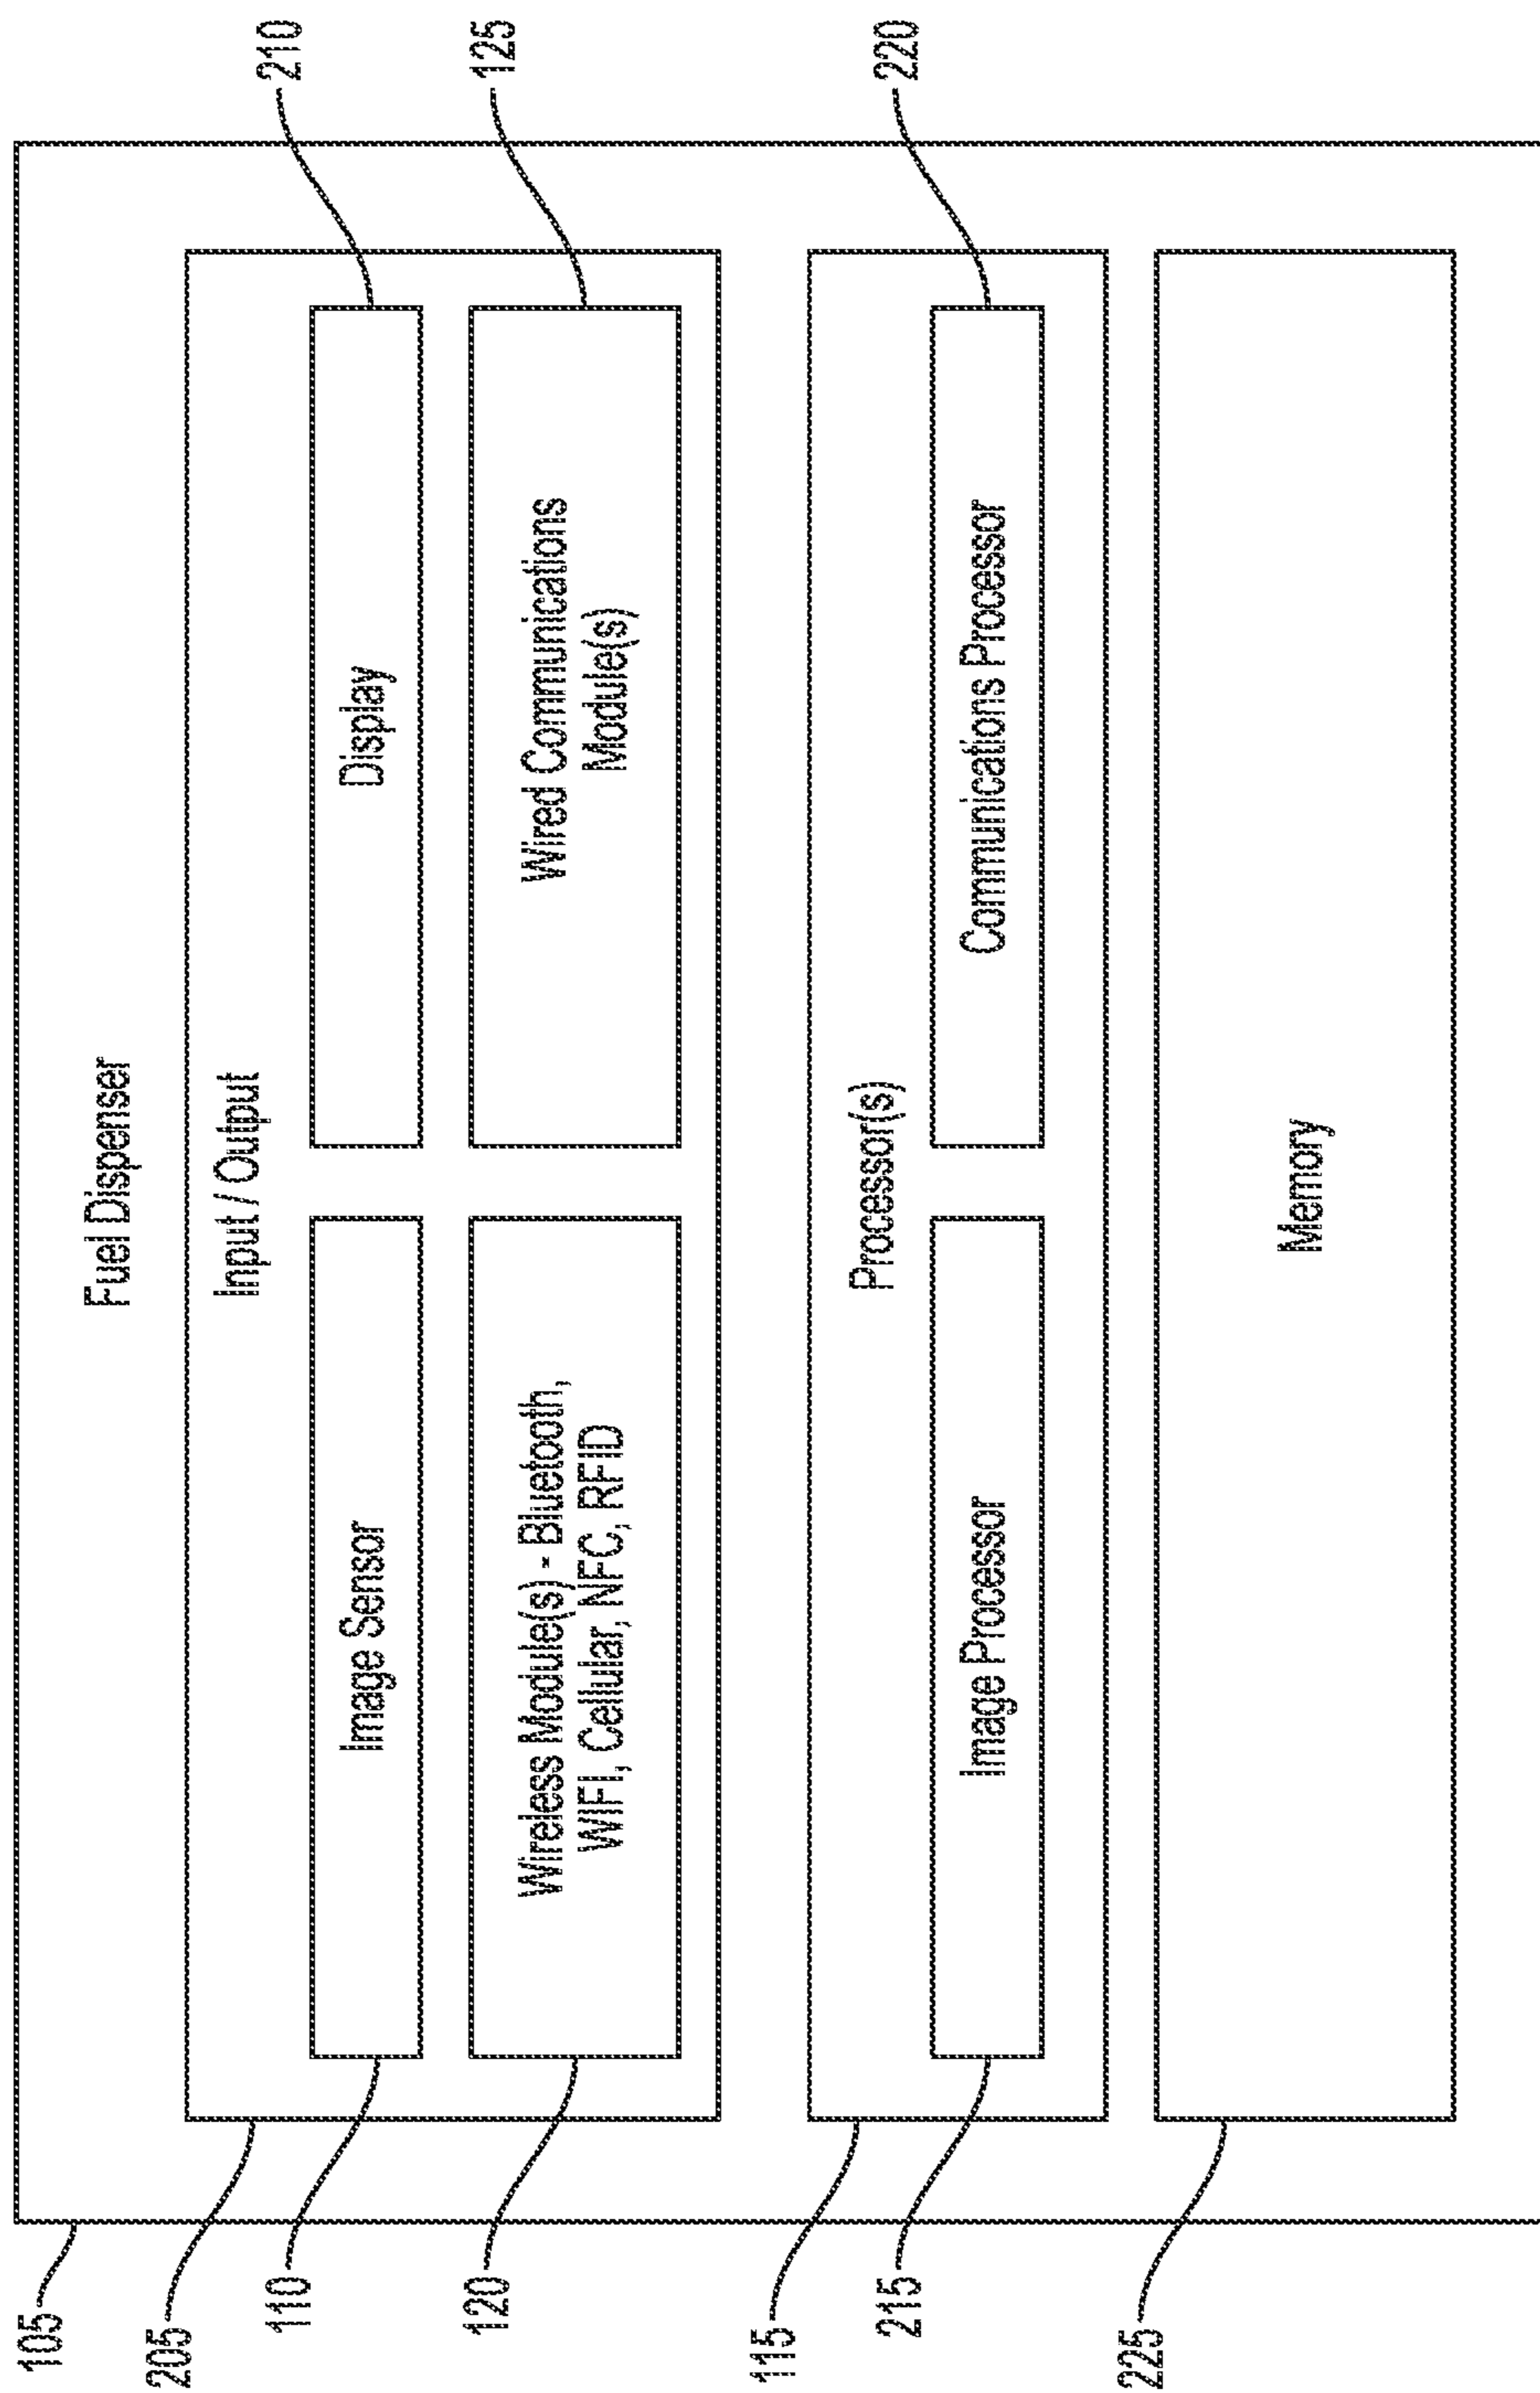 105
Fuel Dispenser
205
Input / Output
110
Image Sensor
Display
210
120
Wireless Module(s) - Bluetooth,
WIFI, Cellular, NFC, RFID
Wired Communications
Module(s)
125
115
Processor(s)
215
Image Processor
Communications Processor
220
225
Memory